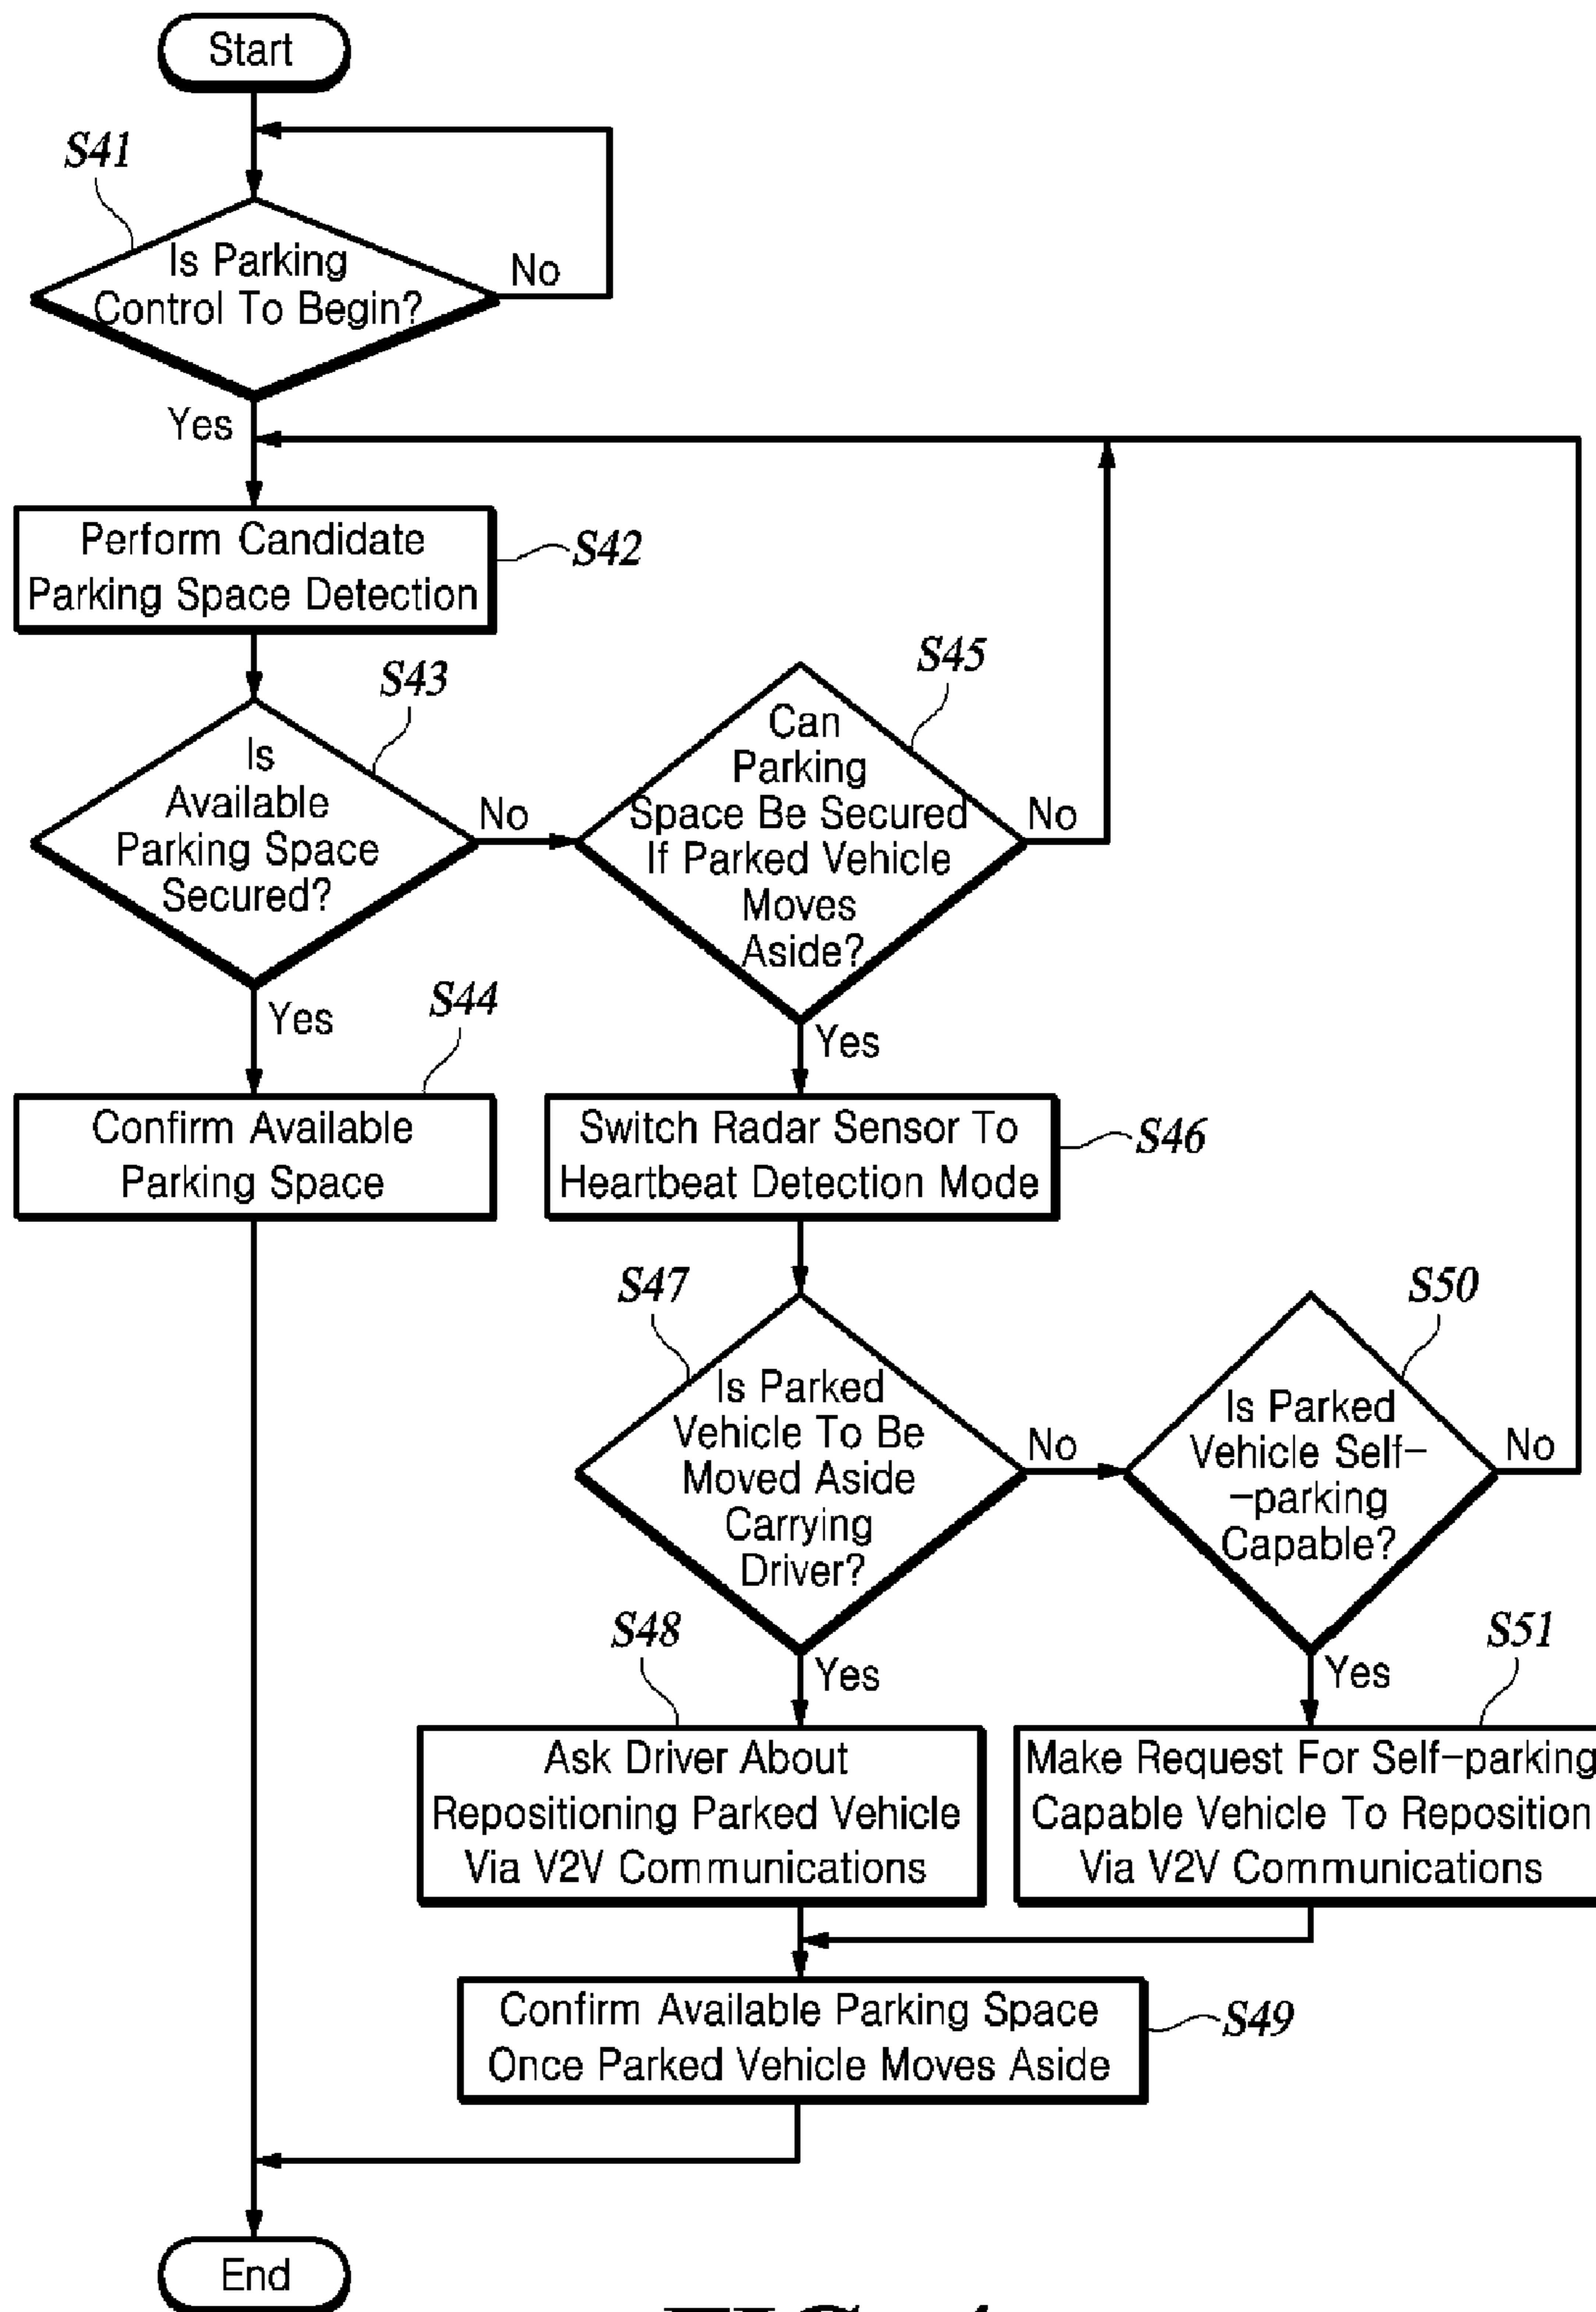 Start
S41
Is Parking
Control To Begin?
No
Yes
Perform Candidate
Parking Space Detection
S42
S43
Is
Available
Parking Space
Secured?
No
Yes
S45
Can
Parking
Space Be Secured
If Parked Vehicle
Moves
Aside?
No
Yes
S44
Confirm Available
Parking Space
Switch Radar Sensor To
Heartbeat Detection Mode
S46
S47
Is Parked
Vehicle To Be
Moved Aside
Carrying
Driver?
No
Yes
S50
Is Parked
Vehicle Self-
-parking
Capable?
No
Yes
S48
Ask Driver About
Repositioning Parked Vehicle
Via V2V Communications
S51
Make Request For Self-parking
Capable Vehicle To Reposition
Via V2V Communications
Confirm Available Parking Space
Once Parked Vehicle Moves Aside
S49
End